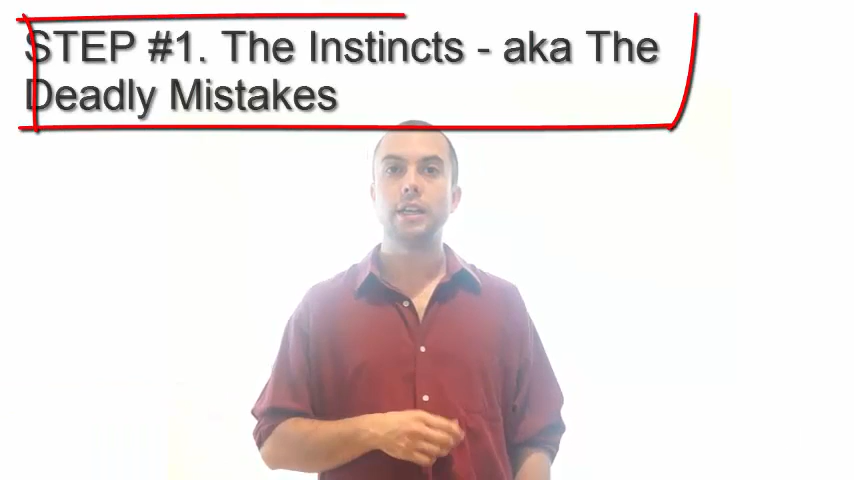 STEP #1. The Instincts - aka The
Deadly Mistakes